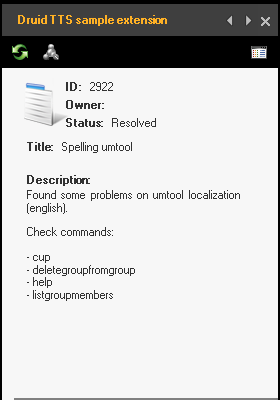 Druid TTS sample extension
ID: 2922
Owner:
Status: Resolved
Title: Spelling umtool
Description:
Found some problems on umtool localization
(english).
Check commands:
- cup
- deletegroupfromgroup
- help
- listgroupmembers